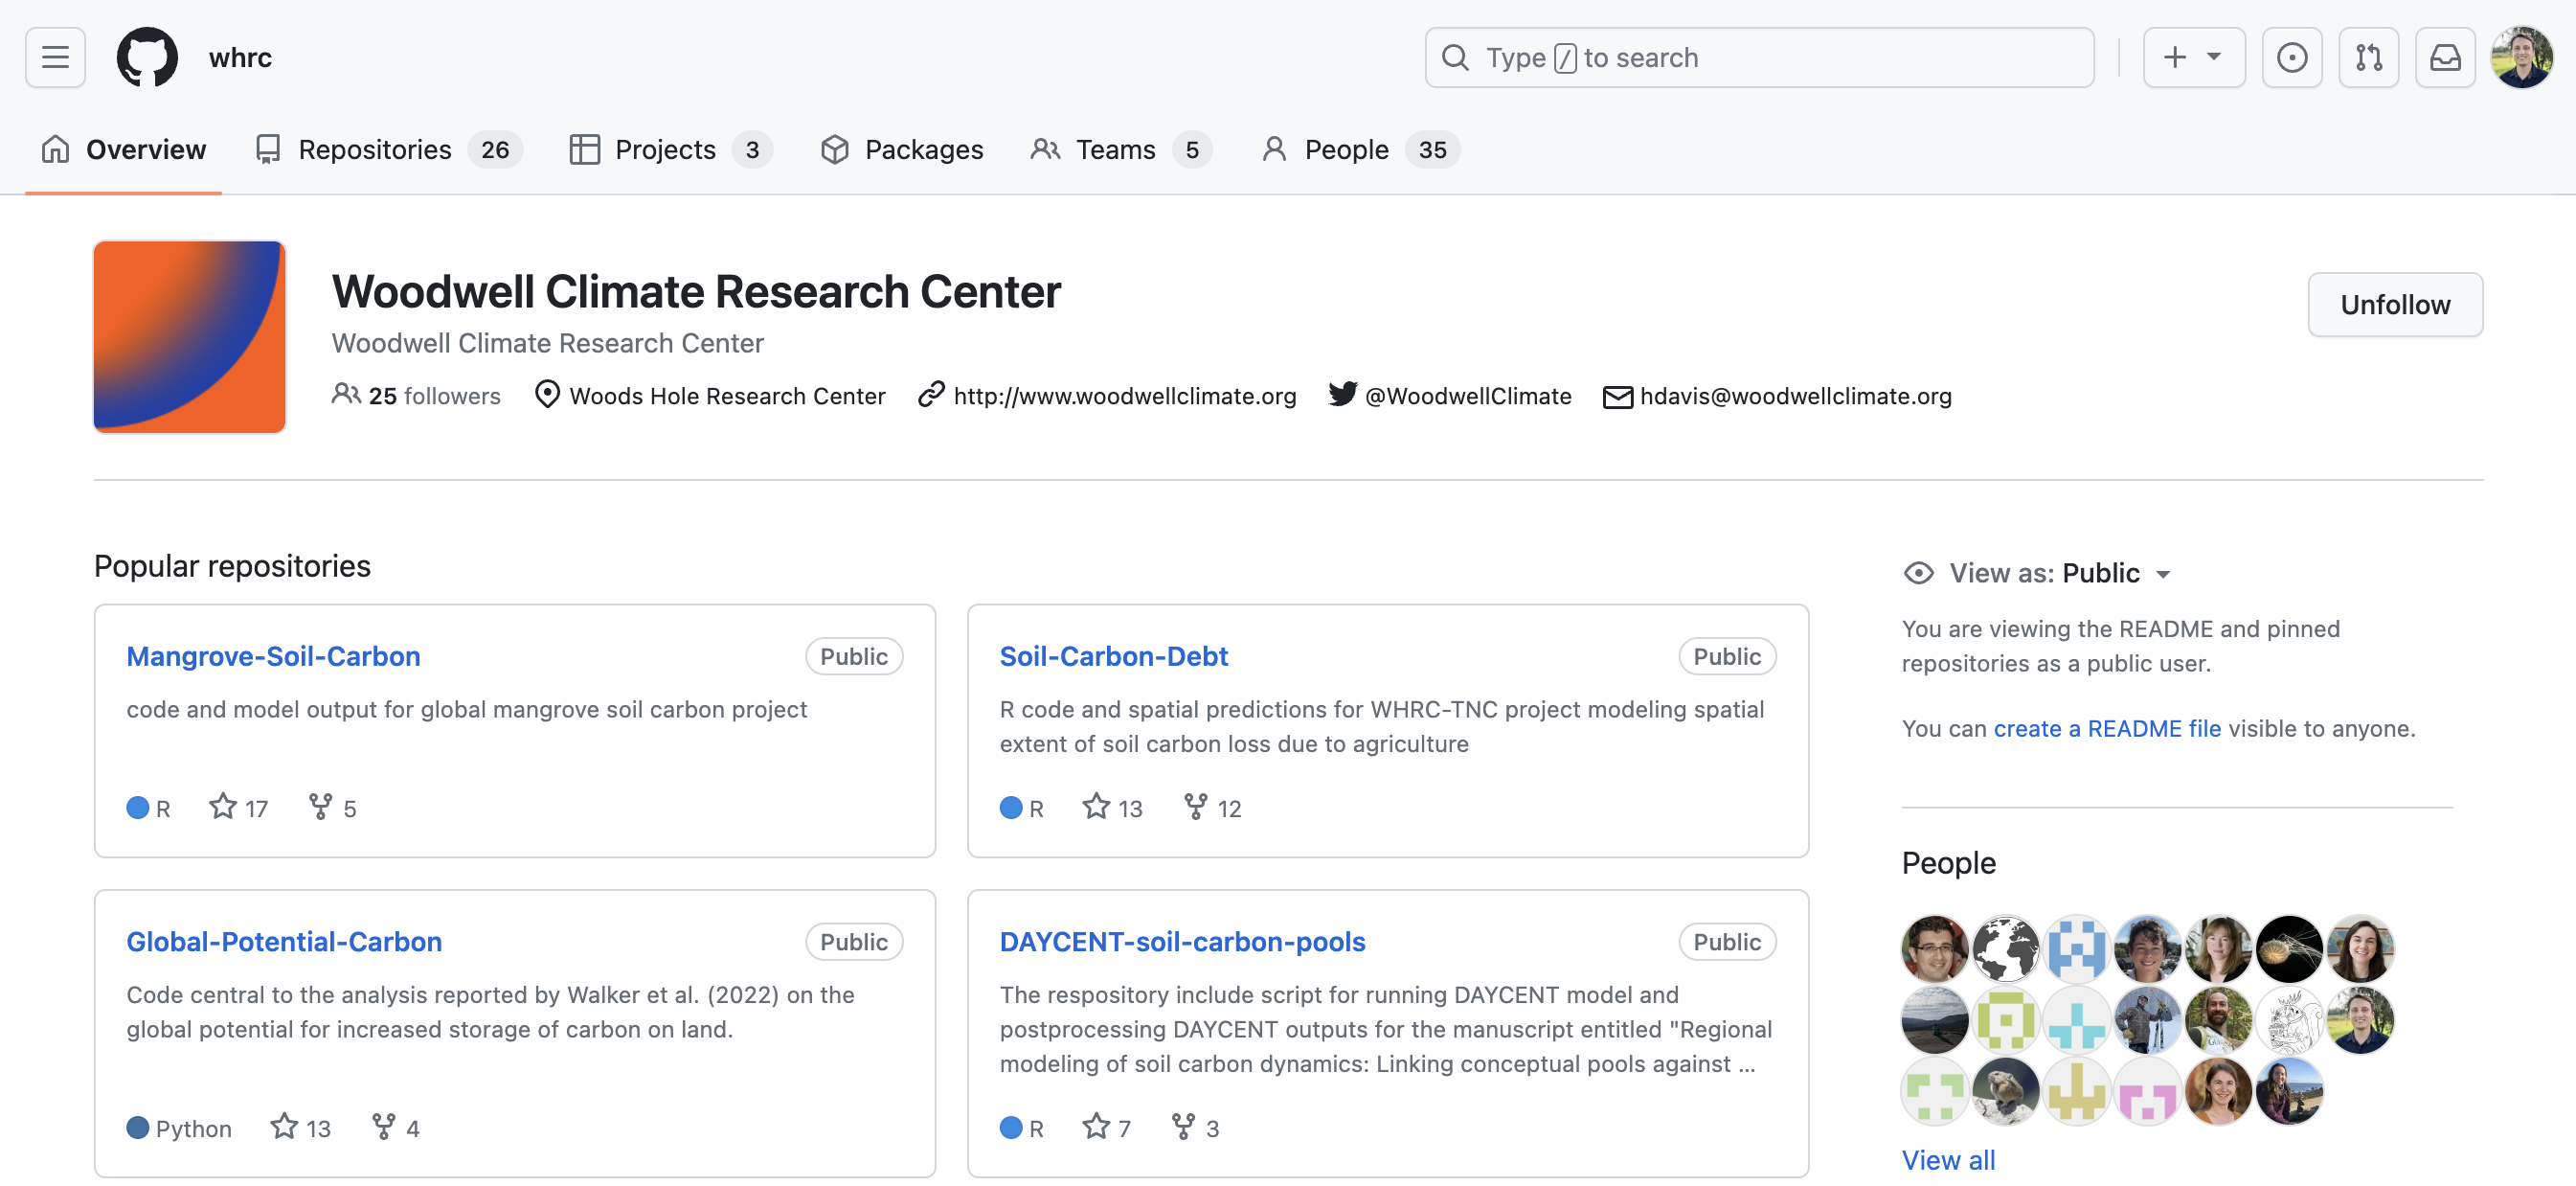 whrc
Type / to search
Overview
Repositories 26
Projects 3
Packages
Teams 5
People 35
Woodwell Climate Research Center
Unfollow
Woodwell Climate Research Center
25 followers
Woods Hole Research Center
http://www.woodwellclimate.org
@WoodwellClimate
hdavis@woodwellclimate.org
Popular repositories
Mangrove-Soil-Carbon
Public
code and model output for global mangrove soil carbon project
R 17 5
Soil-Carbon-Debt
Public
R code and spatial predictions for WHRC-TNC project modeling spatial
extent of soil carbon loss due to agriculture
R 13 12
Global-Potential-Carbon
Public
Code central to the analysis reported by Walker et al. (2022) on the
global potential for increased storage of carbon on land.
Python 13 4
DAYCENT-soil-carbon-pools
Public
The respository include script for running DAYCENT model and
postprocessing DAYCENT outputs for the manuscript entitled "Regional
modeling of soil carbon dynamics: Linking conceptual pools against ...
R 7 3
View as: Public
You are viewing the README and pinned
repositories as a public user.
You can create a README file visible to anyone.
People
View all